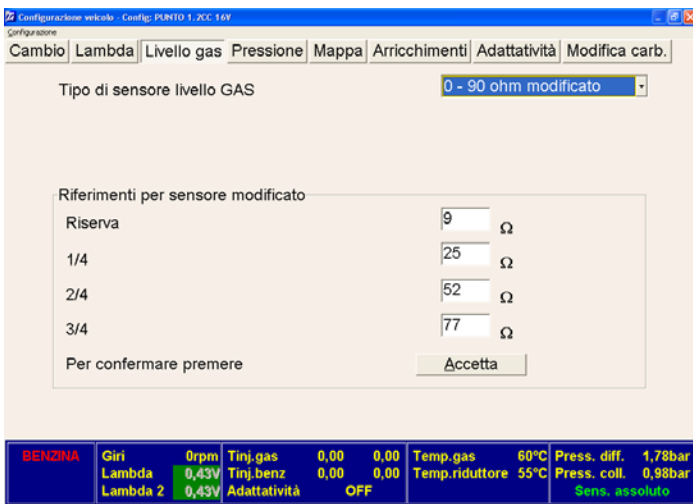 Configurazione veicolo - Config: PUNTO 1.2CC 16V
Configurazione
Cambio Lambda Livello gas Pressione Mappa Arricchimenti Adattatività Modifica carb.
Tipo di sensore livello GAS 0 - 90 ohm modificato
Riferimenti per sensore modificato
Riserva 9 Ω
1/4 25 Ω
2/4 52 Ω
3/4 77 Ω
Per confermare premere Accetta
BENZINA Giri 0rpm Tinj.gas 0,00 0,00 Temp.gas 60°C Press. diff. 1,78bar
Lambda 0,43V Tinj.benz 0,00 0,00 Temp.riduttore 55°C Press. coll. 0,98bar
Lambda 2 0,43V Adattatività OFF Sens. assoluto